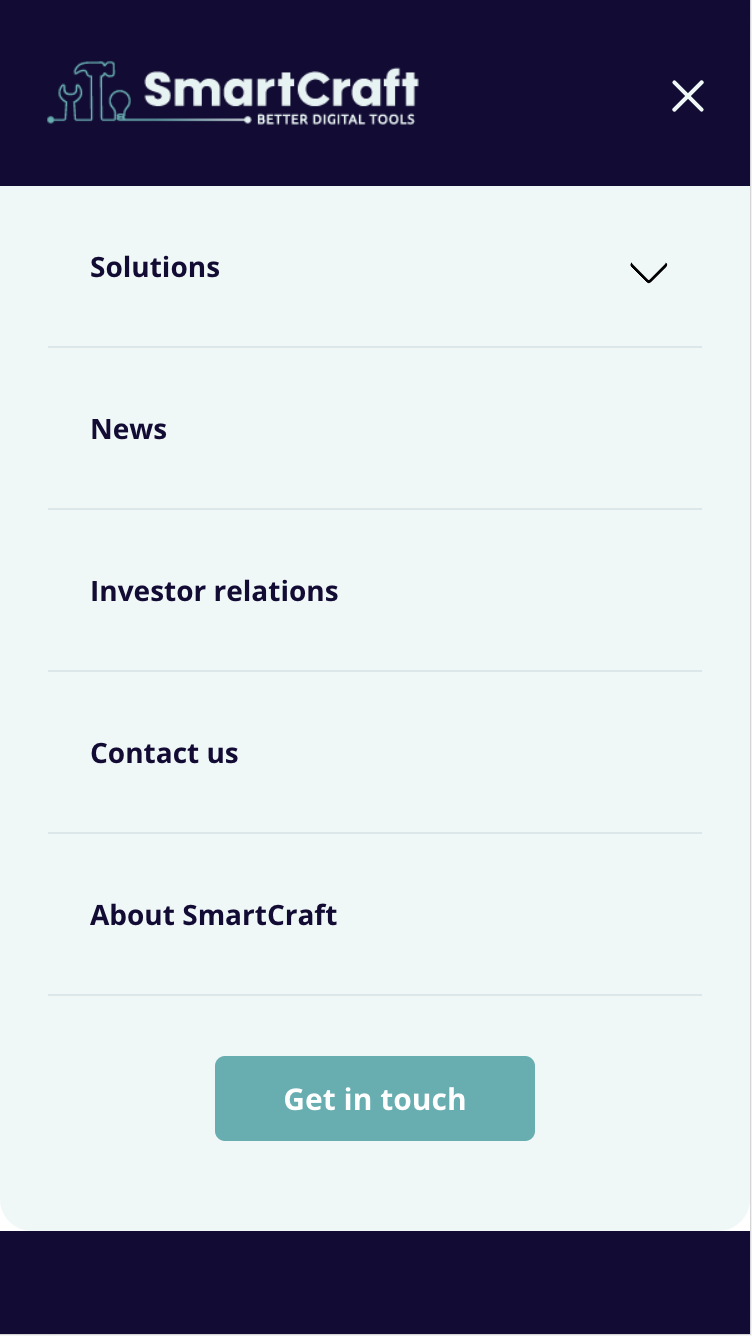 SmartCraft
BETTER DIGITAL TOOLS
Solutions
News
Investor relations
Contact us
About SmartCraft
Get in touch